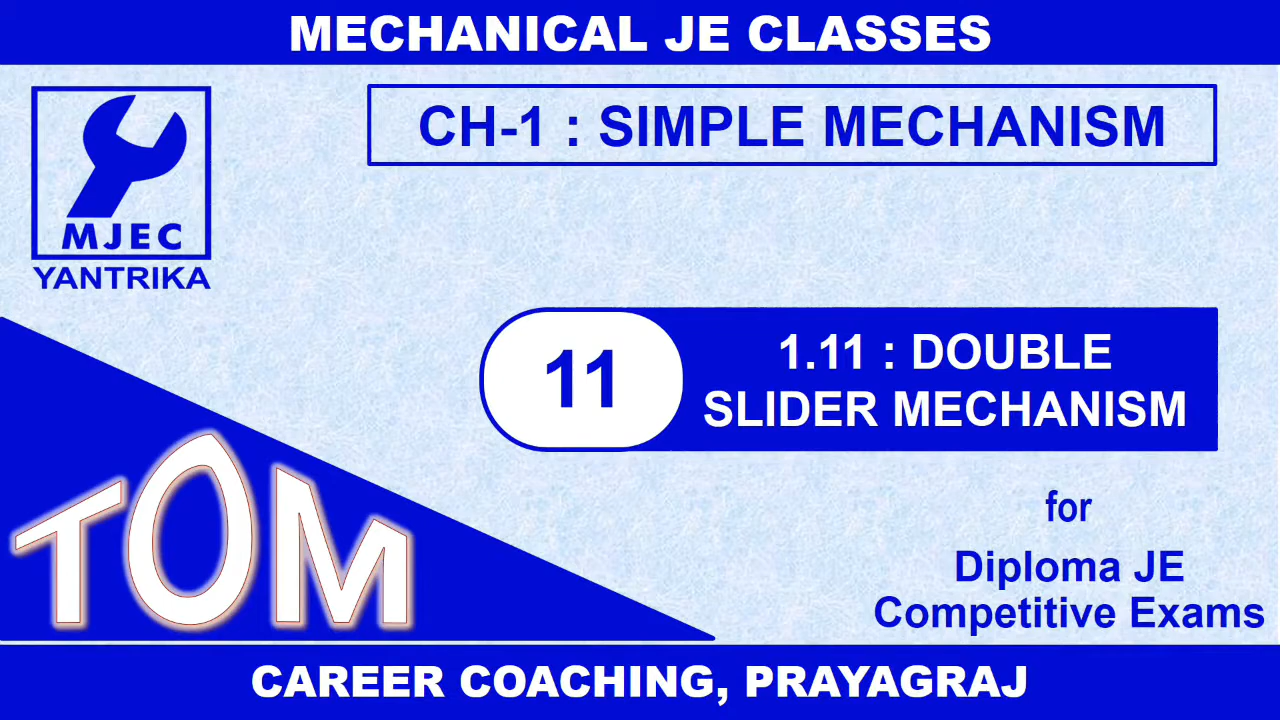 MECHANICAL JE CLASSES
CH-1 : SIMPLE MECHANISM
MJEC
YANTRIKA
11
1.11 : DOUBLE
SLIDER MECHANISM
TOM
for
Diploma JE
Competitive Exams
CAREER COACHING, PRAYAGRAJ